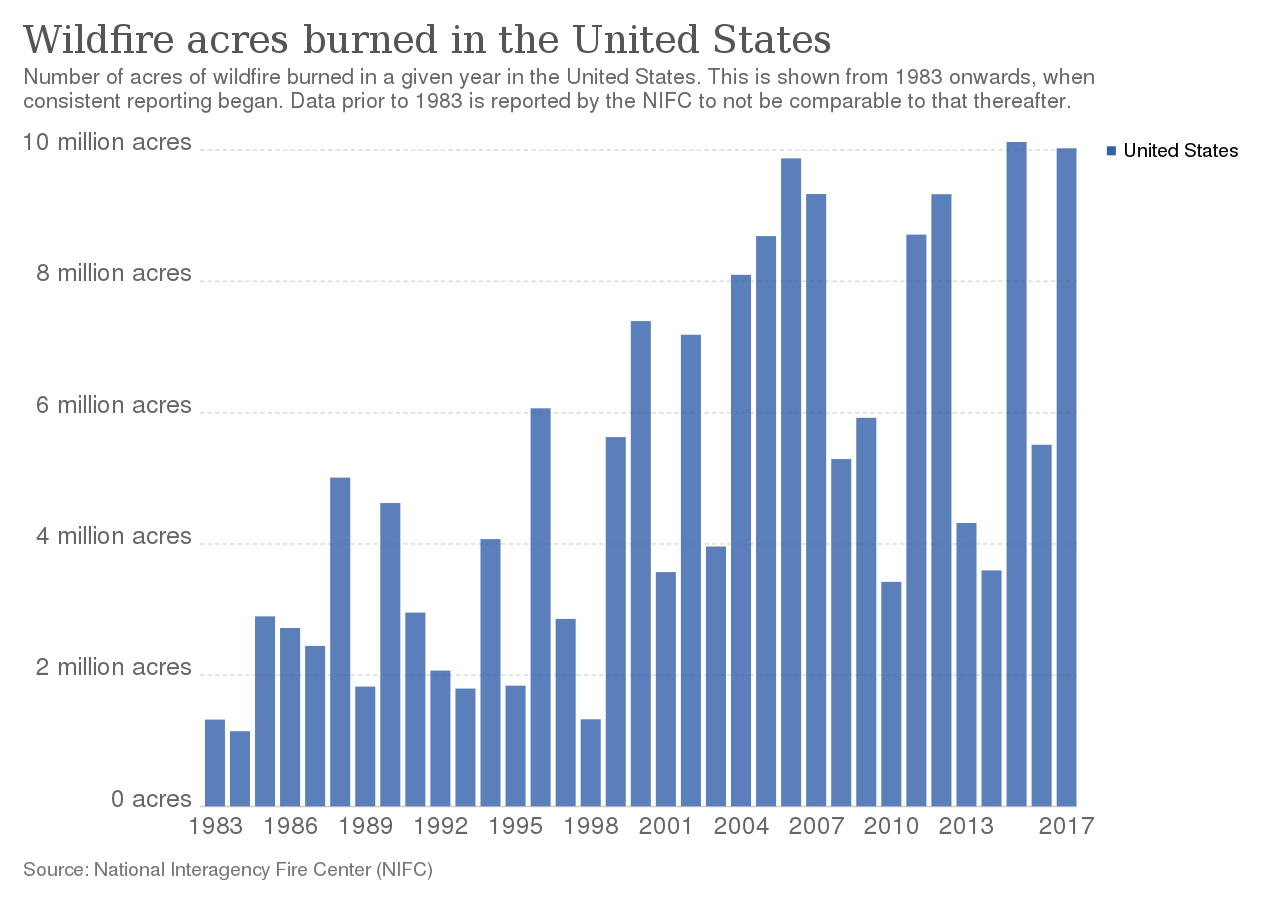 Wildfire acres burned in the United States
Number of acres of wildfire burned in a given year in the United States. This is shown from 1983 onwards, when
consistent reporting began. Data prior to 1983 is reported by the NIFC to not be comparable to that thereafter.
10 million acres
United States
8 million acres
6 million acres
4 million acres
2 million acres
0 acres
1983 1986 1989 1992 1995 1998 2001 2004 2007 2010 2013 2017
Source: National Interagency Fire Center (NIFC)